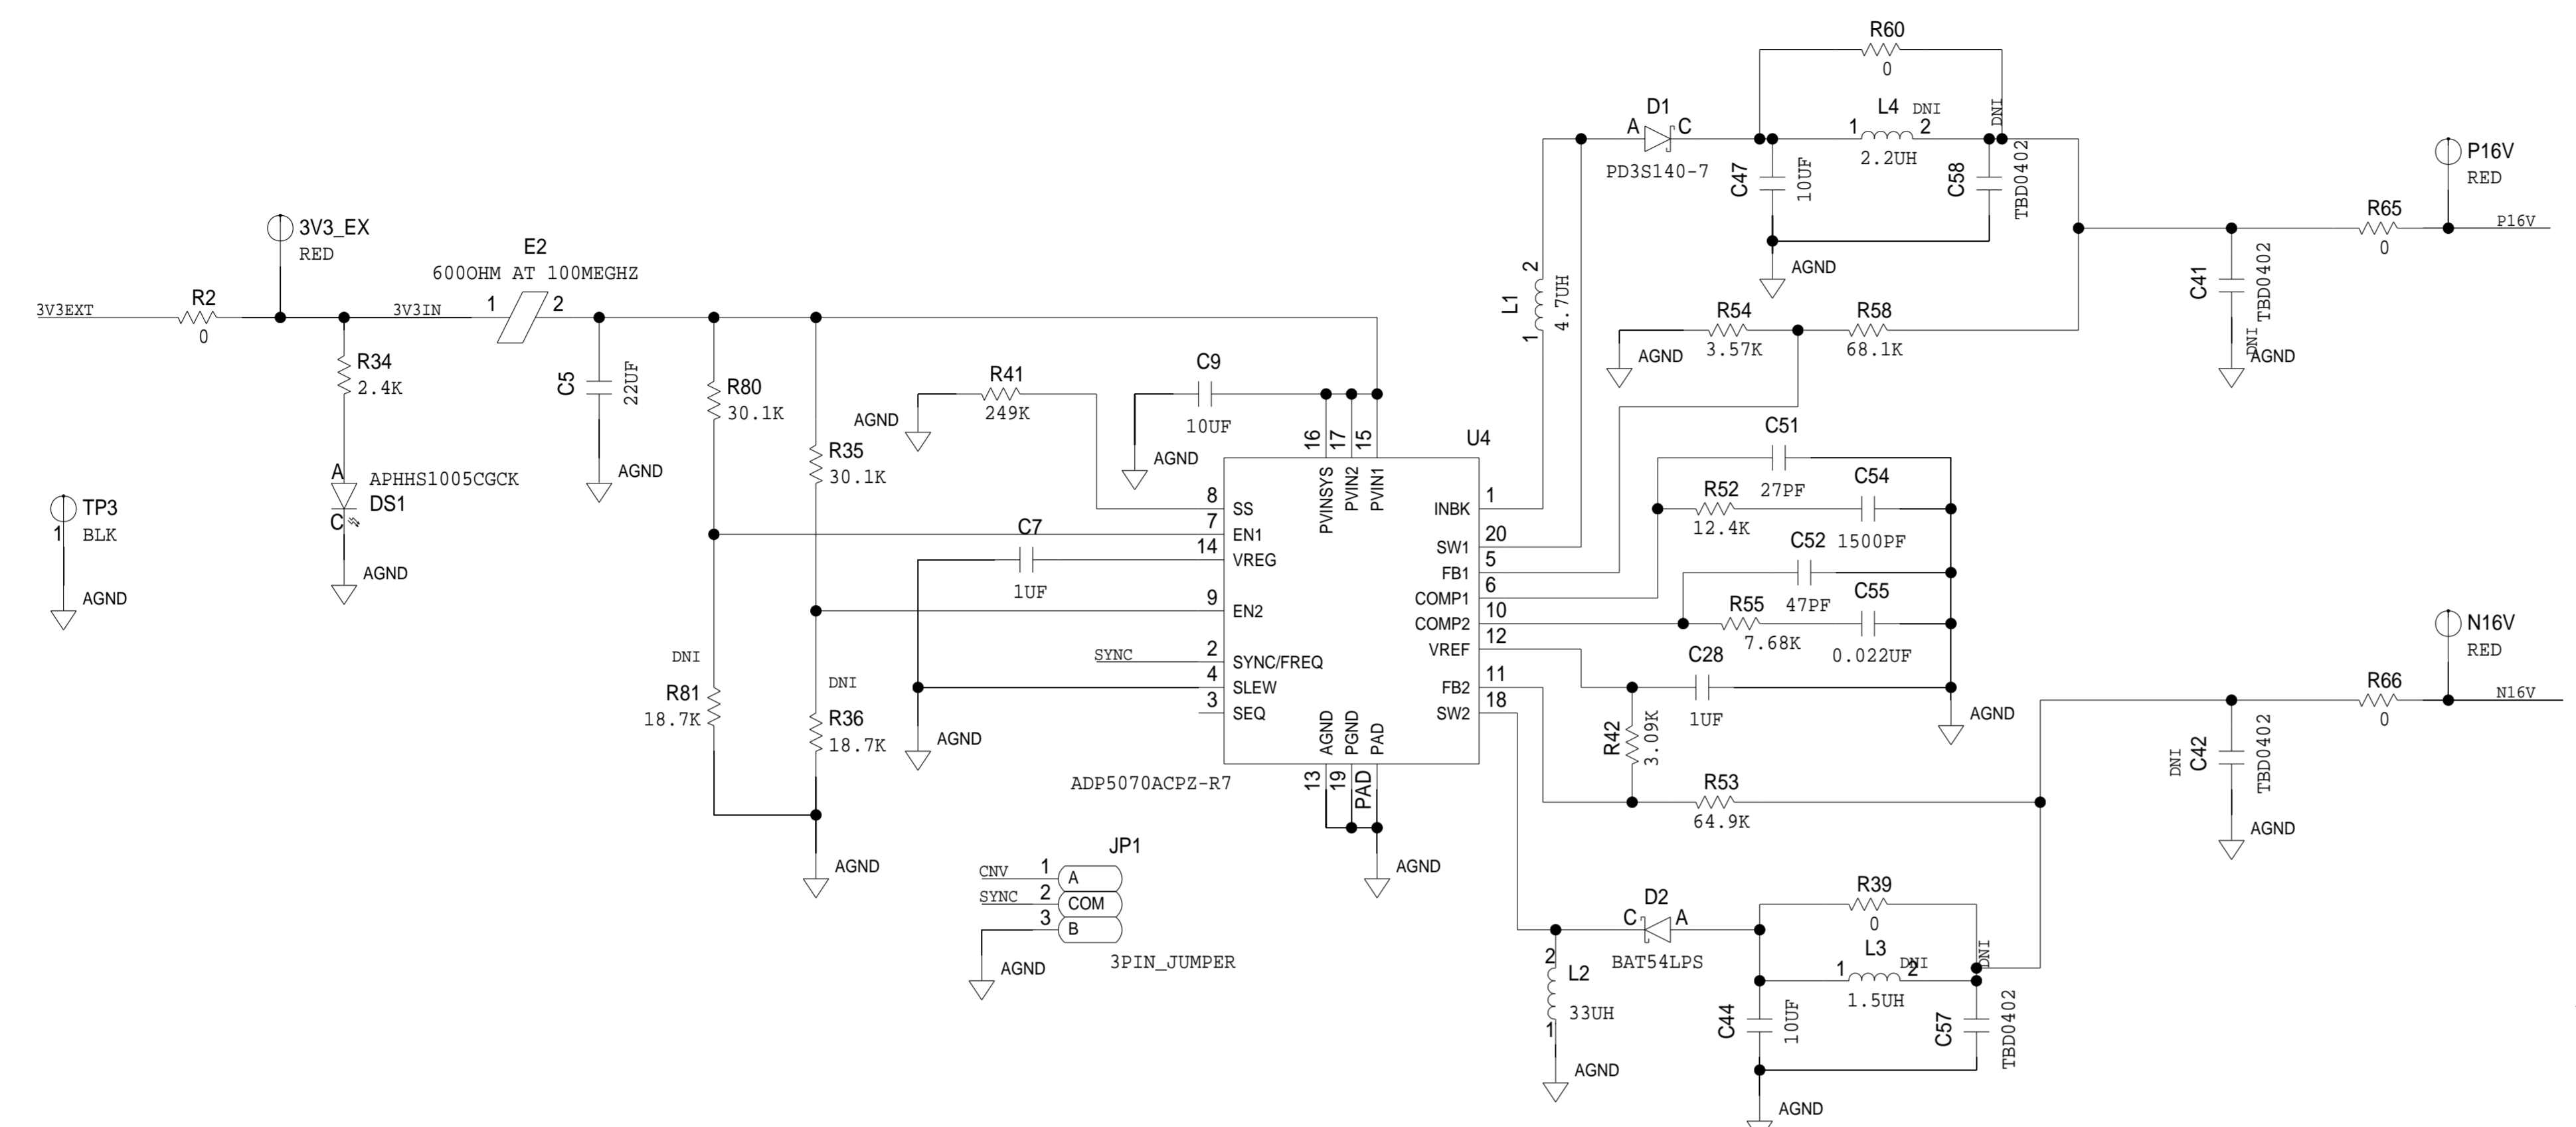 R60
0
D1
A
C
PD3S140-7
L4
DNI
1
2
2.2UH
DNI
C47
10UF
C58
TBD0402
AGND
P16V
RED
R65
0
P16V
C41
TBD0402
DNI
AGND
3V3_EX
RED
E2
600OHM AT 100MEGHZ
3V3EXT
R2
0
3V3IN
1
2
R34
2.4K
A
APHHS1005CGCK
DS1
C
AGND
TP3
1
BLK
AGND
C5
22UF
AGND
R80
30.1K
R35
30.1K
DNI
R81
18.7K
DNI
R36
18.7K
AGND
R41
249K
AGND
C9
10UF
AGND
C7
1UF
AGND
L1
2
1
4.7UH
R54
3.57K
AGND
R58
68.1K
U4
16
17
15
PVINSYS
PVIN2
PVIN1
8
SS
7
EN1
14
VREG
9
EN2
SYNC
2
SYNC/FREQ
4
SLEW
3
SEQ
1
INBK
20
SW1
5
FB1
6
COMP1
10
COMP2
12
VREF
11
FB2
18
SW2
AGND
PGND
PAD
13
19
PAD
AGND
ADP5070ACPZ-R7
C51
27PF
R52
12.4K
C54
1500PF
C52
47PF
R55
7.68K
C55
0.022UF
C28
1UF
AGND
R42
3.09K
R53
64.9K
N16V
RED
R66
0
N16V
DNI
C42
TBD0402
AGND
JP1
CNV
1
A
SYNC
2
COM
3
B
AGND
3PIN_JUMPER
D2
C
A
BAT54LPS
2
L2
33UH
1
AGND
R39
0
L3
DNI
1
2
1.5UH
DNI
C44
10UF
C57
TBD0402
AGND